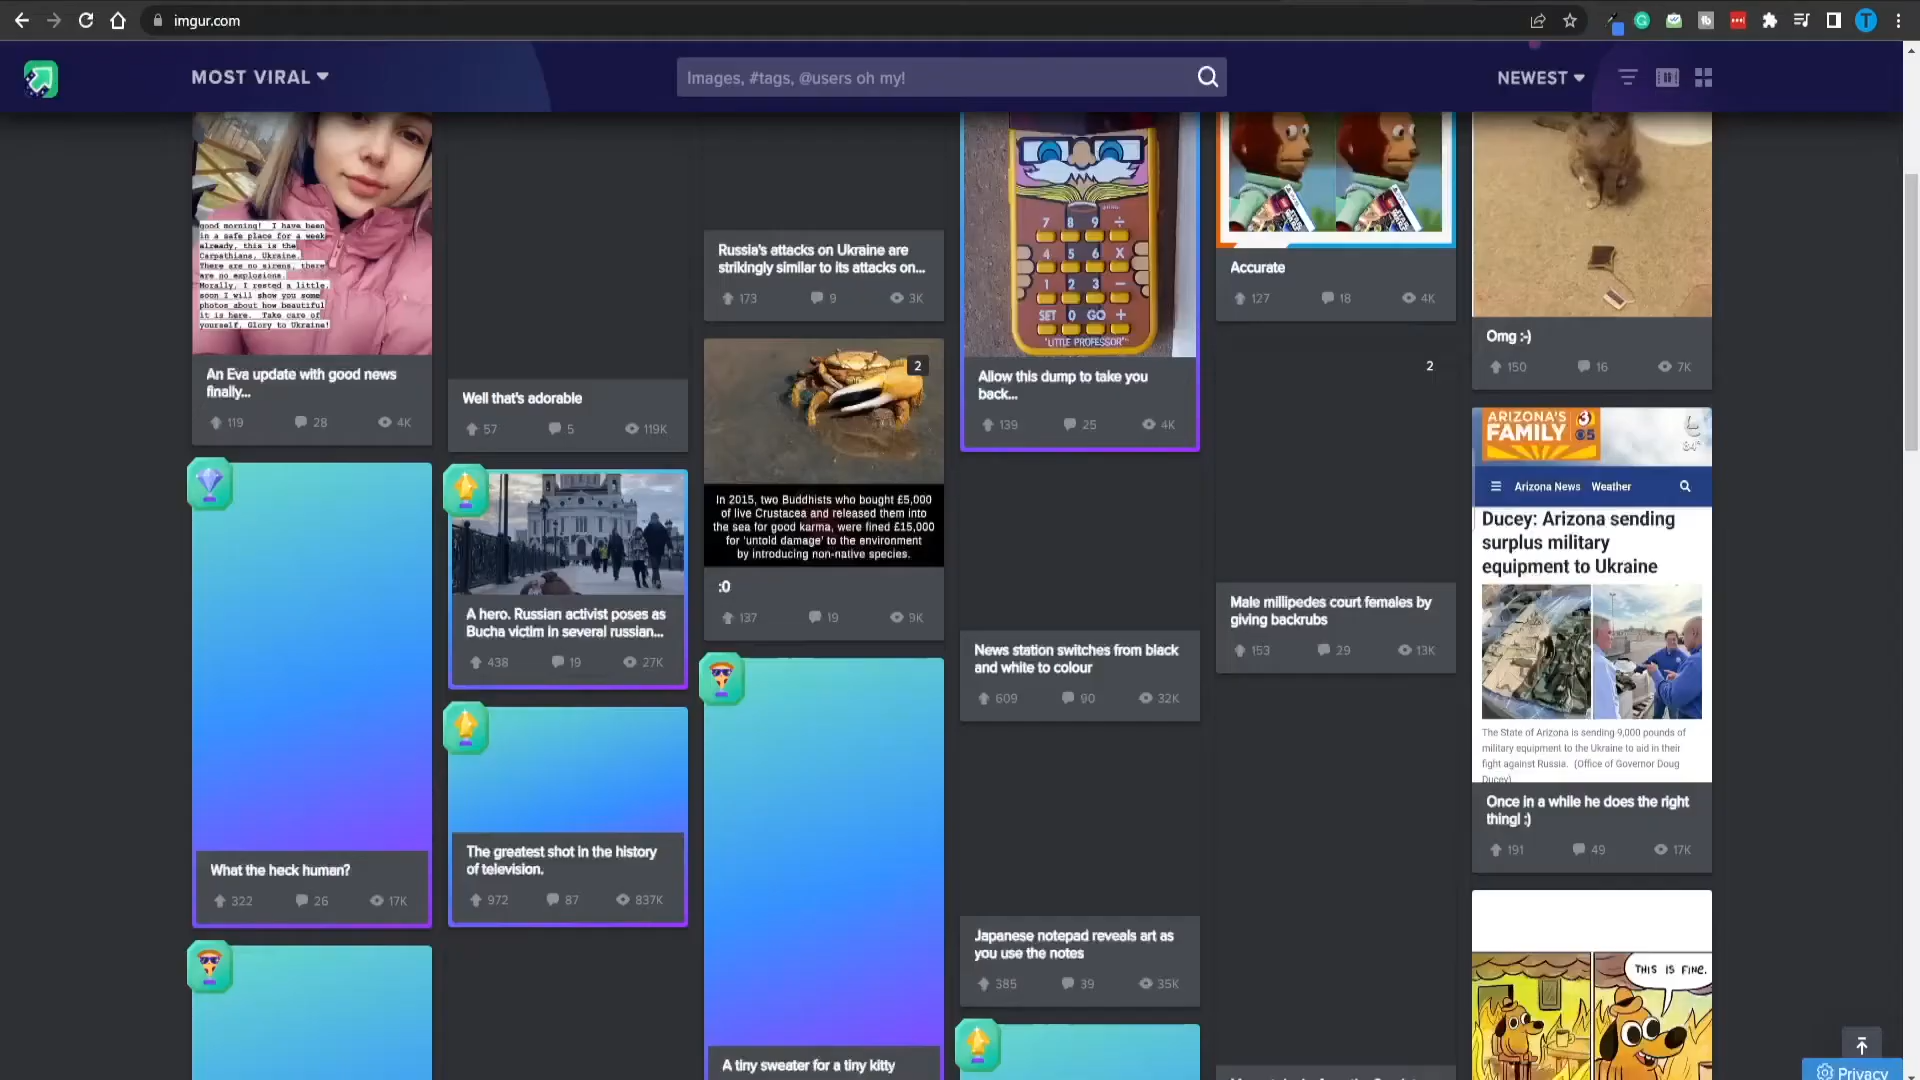 imgur.com
MOST VIRAL
Images, #tags, @users oh my!
NEWEST
good morning! I have been
in a safe place for a week
already, this is the
Carpathians, Ukraine.
There are no sirens, there
are no explosions.
Morally, I rested a little,
soon I will show you some
photos about how beautiful
it is here. Take care of
yourself, Glory to Ukraine!
An Eva update with good news
finally...
119 28 4K
What the heck human?
322 26 17K
Well that's adorable
57 5 119K
A hero. Russian activist poses as
Bucha victim in several russian...
438 19 27K
The greatest shot in the history
of television.
972 87 837K
Russia's attacks on Ukraine are
strikingly similar to its attacks on...
173 9 3K
2
In 2015, two Buddhists who bought £5,000
of live Crustacea and released them into
the sea for good karma, were fined £15,000
for 'untold damage' to the environment
by introducing non-native species.
:0
137 19 9K
A tiny sweater for a tiny kitty
7 8 9 ÷
4 5 6 X
1 2 3 −
SET 0 GO +
"LITTLE PROFESSOR"
Allow this dump to take you
back...
139 25 4K
News station switches from black
and white to colour
609 90 32K
Japanese notepad reveals art as
you use the notes
385 39 35K
Accurate
127 18 4K
2
Male millipedes court females by
giving backrubs
153 29 13K
Omg :-)
150 16 7K
ARIZONA'S
FAMILY
3
5
84°
Arizona News Weather
Ducey: Arizona sending
surplus military
equipment to Ukraine
The State of Arizona is sending 9,000 pounds of
military equipment to the Ukraine to aid in their
fight against Russia. (Office of Governor Doug
Ducey)
Once in a while he does the right
thing! :)
191 49 17K
THIS IS FINE.
Privacy